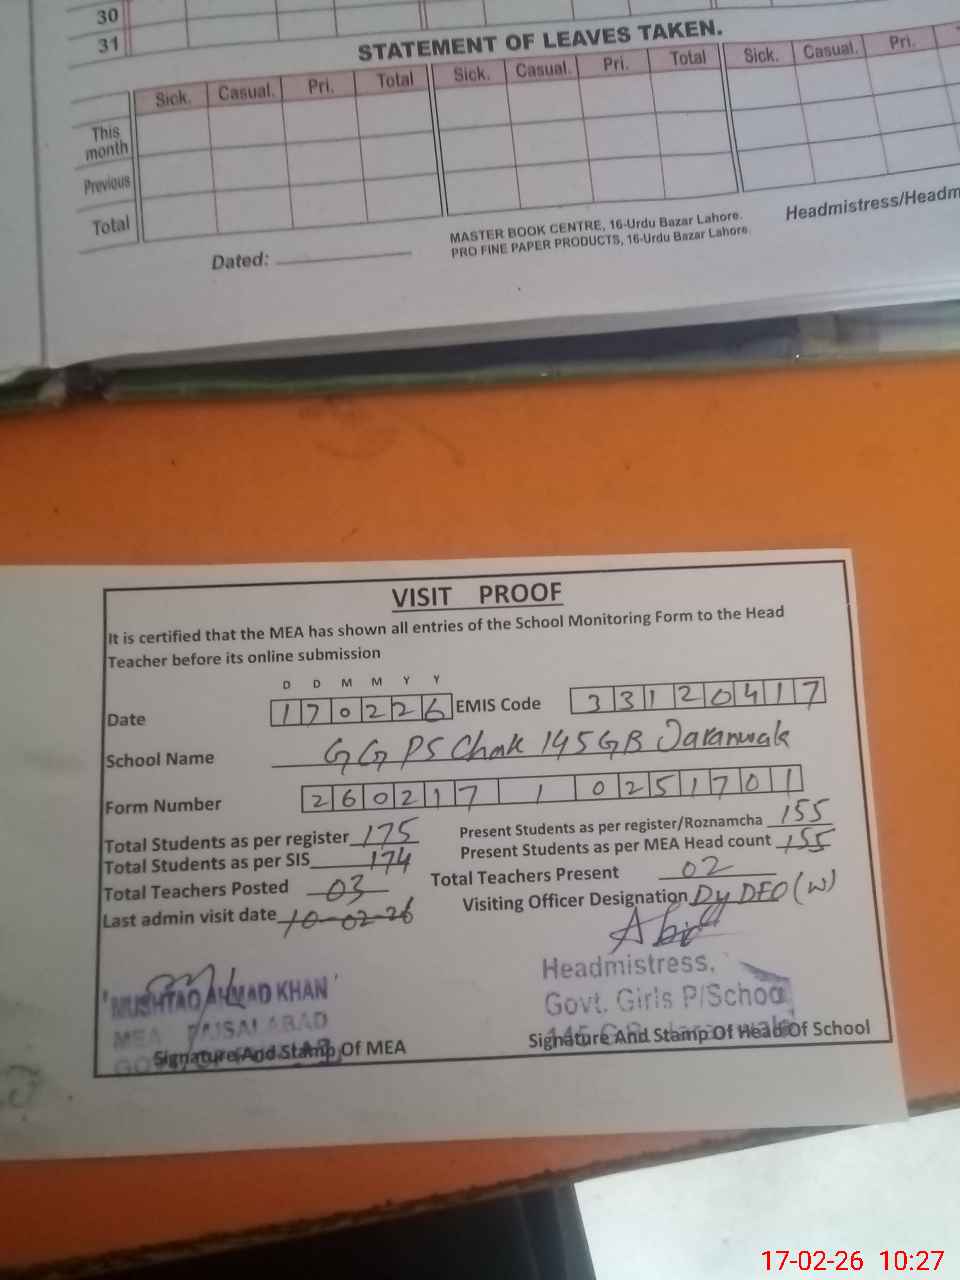 30
31
STATEMENT OF LEAVES TAKEN.
Sick. Casual. Pri. Total Sick. Casual. Pri. Total Sick. Casual. Pri.
This month
Previous
Total
MASTER BOOK CENTRE, 16-Urdu Bazar Lahore.
PRO FINE PAPER PRODUCTS, 16-Urdu Bazar Lahore.
Headmistress/Headm
Dated:
VISIT PROOF
It is certified that the MEA has shown all entries of the School Monitoring Form to the Head
Teacher before its online submission
D D M M Y Y
Date 170226 EMIS Code 33120417
School Name GGPS Chak 145GB Jaranwala
Form Number 260217 1 0251701
Total Students as per register 175 Present Students as per register/Roznamcha 155
Total Students as per SIS 174 Present Students as per MEA Head count 155
Total Teachers Posted 03 Total Teachers Present 02
Last admin visit date 10-02-26 Visiting Officer Designation Dy DEO (W)
MUSHTAQ AHMAD KHAN
MEA FAISALABAD
Headmistress,
Govt. Girls P/School
145 G.B.
Signature And Stamp Of MEA Signature And Stamp Of Head Of School
17-02-26 10:27